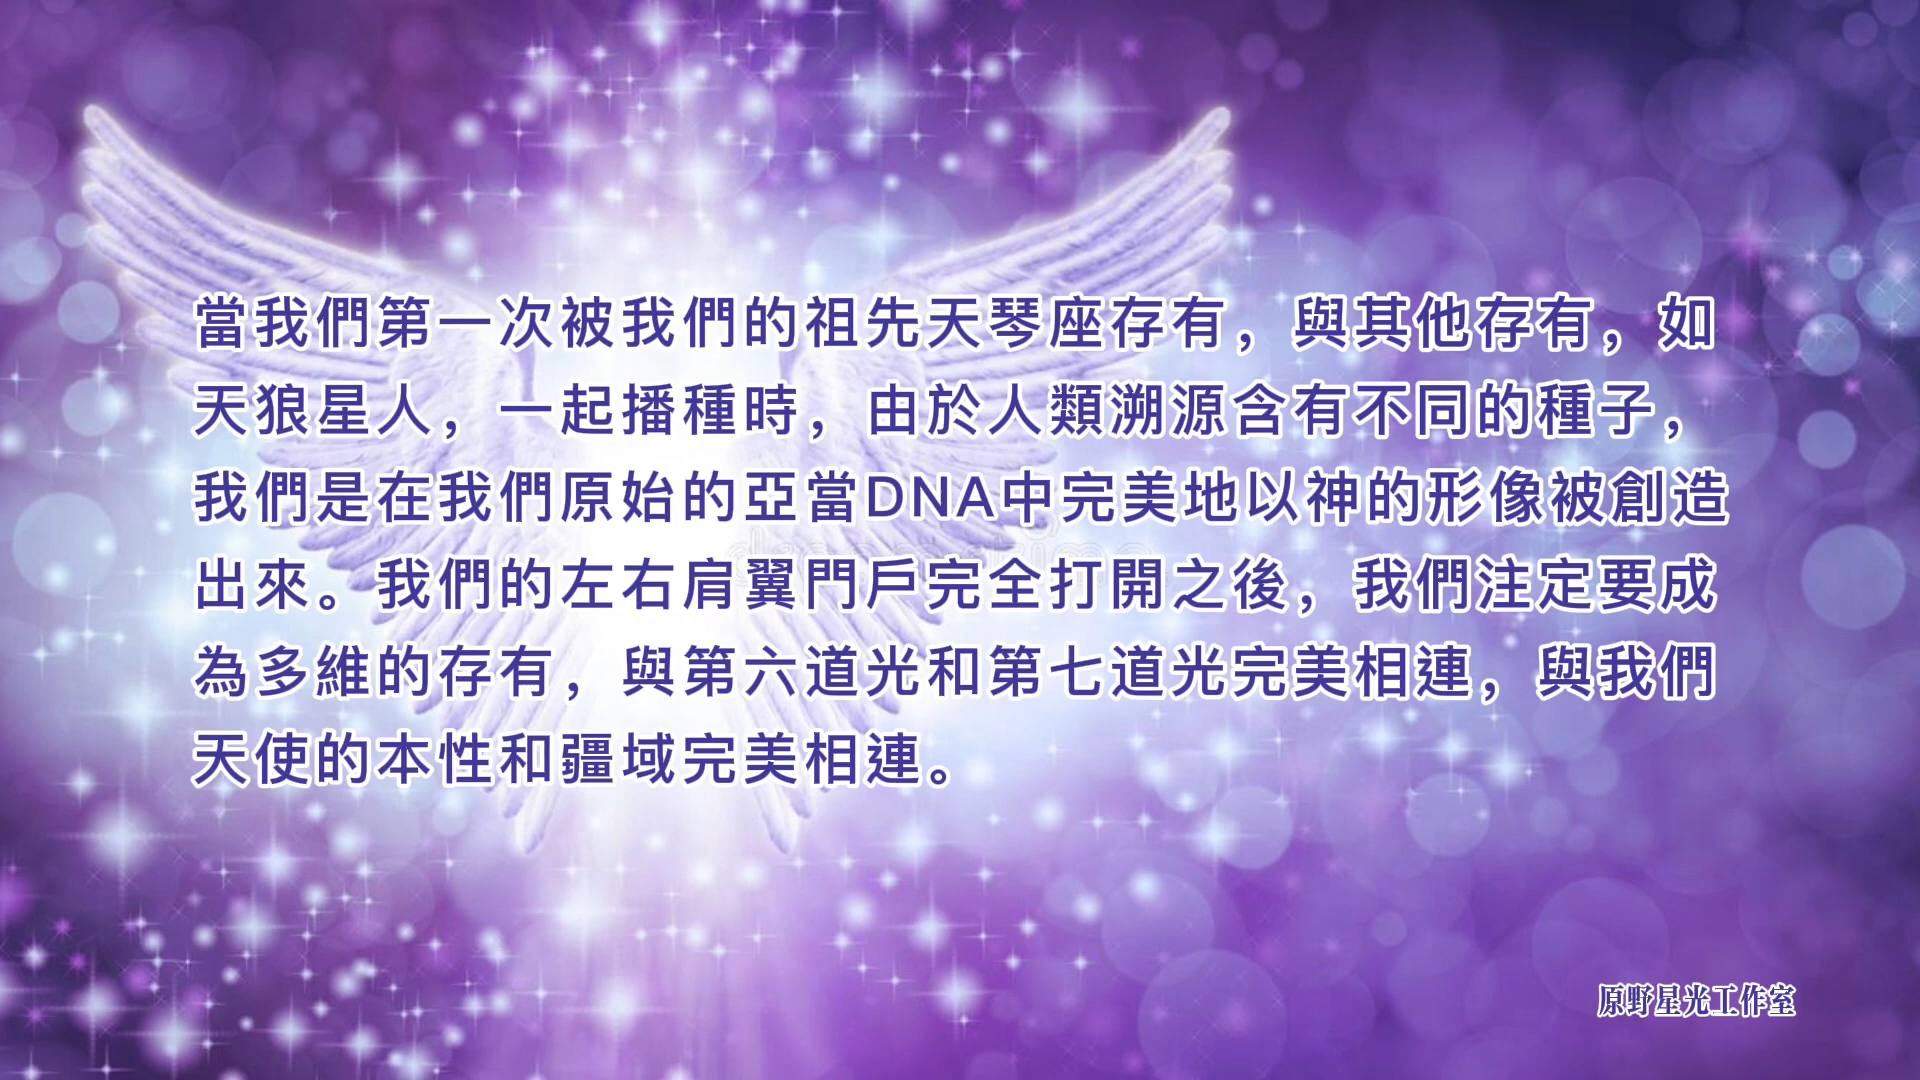 當我們第一次被我們的祖先天琴座存有，與其他存有，如
天狼星人，一起播種時，由於人類溯源含有不同的種子，
我們是在我們原始的亞當DNA中完美地以神的形像被創造
出來。我們的左右肩翼門戶完全打開之後，我們注定要成
為多維的存有，與第六道光和第七道光完美相連，與我們
天使的本性和疆域完美相連。
原野星光工作室